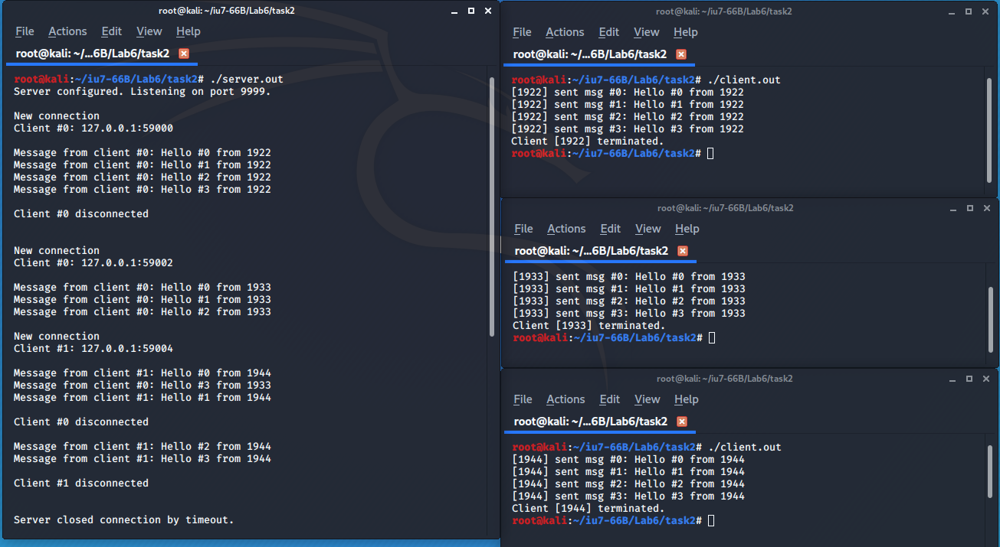 root@kali: ~/iu7-66B/Lab6/task2
File Actions Edit View Help
root@kali: ~/...6B/Lab6/task2
root@kali:~/iu7-66B/Lab6/task2# ./server.out
Server configured. Listening on port 9999.
New connection
Client #0: 127.0.0.1:59000
Message from client #0: Hello #0 from 1922
Message from client #0: Hello #1 from 1922
Message from client #0: Hello #2 from 1922
Message from client #0: Hello #3 from 1922
Client #0 disconnected
New connection
Client #0: 127.0.0.1:59002
Message from client #0: Hello #0 from 1933
Message from client #0: Hello #1 from 1933
Message from client #0: Hello #2 from 1933
New connection
Client #1: 127.0.0.1:59004
Message from client #1: Hello #0 from 1944
Message from client #0: Hello #3 from 1933
Message from client #1: Hello #1 from 1944
Client #0 disconnected
Message from client #1: Hello #2 from 1944
Message from client #1: Hello #3 from 1944
Client #1 disconnected
Server closed connection by timeout.
root@kali: ~/iu7-66B/Lab6/task2
File Actions Edit View Help
root@kali: ~/...6B/Lab6/task2
root@kali:~/iu7-66B/Lab6/task2# ./client.out
[1922] sent msg #0: Hello #0 from 1922
[1922] sent msg #1: Hello #1 from 1922
[1922] sent msg #2: Hello #2 from 1922
[1922] sent msg #3: Hello #3 from 1922
Client [1922] terminated.
root@kali:~/iu7-66B/Lab6/task2#
root@kali: ~/iu7-66B/Lab6/task2
File Actions Edit View Help
root@kali: ~/...6B/Lab6/task2
[1933] sent msg #0: Hello #0 from 1933
[1933] sent msg #1: Hello #1 from 1933
[1933] sent msg #2: Hello #2 from 1933
[1933] sent msg #3: Hello #3 from 1933
Client [1933] terminated.
root@kali:~/iu7-66B/Lab6/task2#
root@kali: ~/iu7-66B/Lab6/task2
File Actions Edit View Help
root@kali: ~/...6B/Lab6/task2
root@kali:~/iu7-66B/Lab6/task2# ./client.out
[1944] sent msg #0: Hello #0 from 1944
[1944] sent msg #1: Hello #1 from 1944
[1944] sent msg #2: Hello #2 from 1944
[1944] sent msg #3: Hello #3 from 1944
Client [1944] terminated.
root@kali:~/iu7-66B/Lab6/task2#